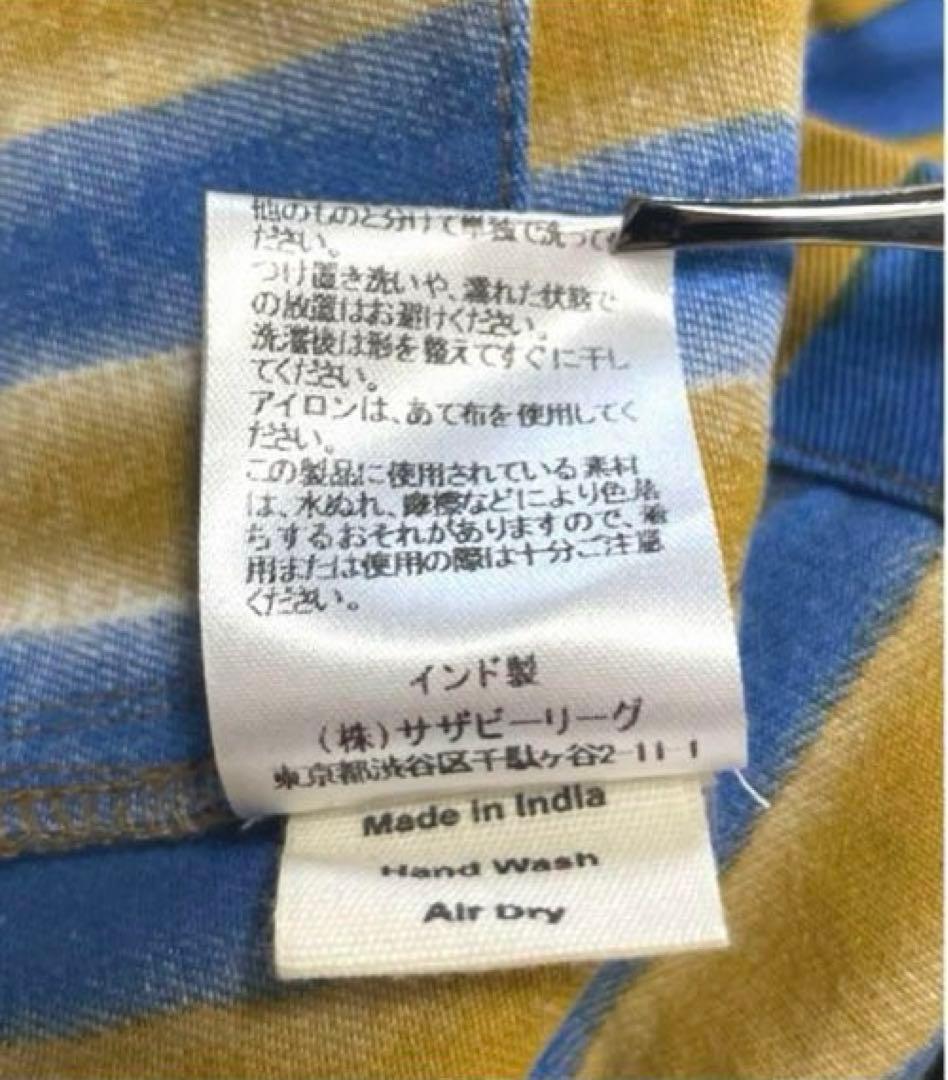 他のものと分けて単独で洗ってく
ださい。
つけ置き洗いや、濡れた状態で
の放置はお避けください。
洗濯後は形を整えてすぐに干し
てください。
アイロンは、あて布を使用してく
ださい。
この製品に使用されている素材
は、水ぬれ、摩擦などにより色落
ちするおそれがありますので、着
用または使用の際は十分ご注意
ください。
インド製
(株)サザビーリーグ
東京都渋谷区千駄ヶ谷2-11-1
Made in India
Hand Wash
Air Dry